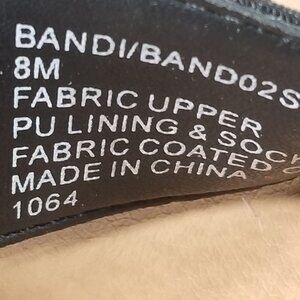 BANDI/BAND02S
8M
FABRIC UPPER
PU LINING & SOCK
FABRIC COATED
MADE IN CHINA
1064